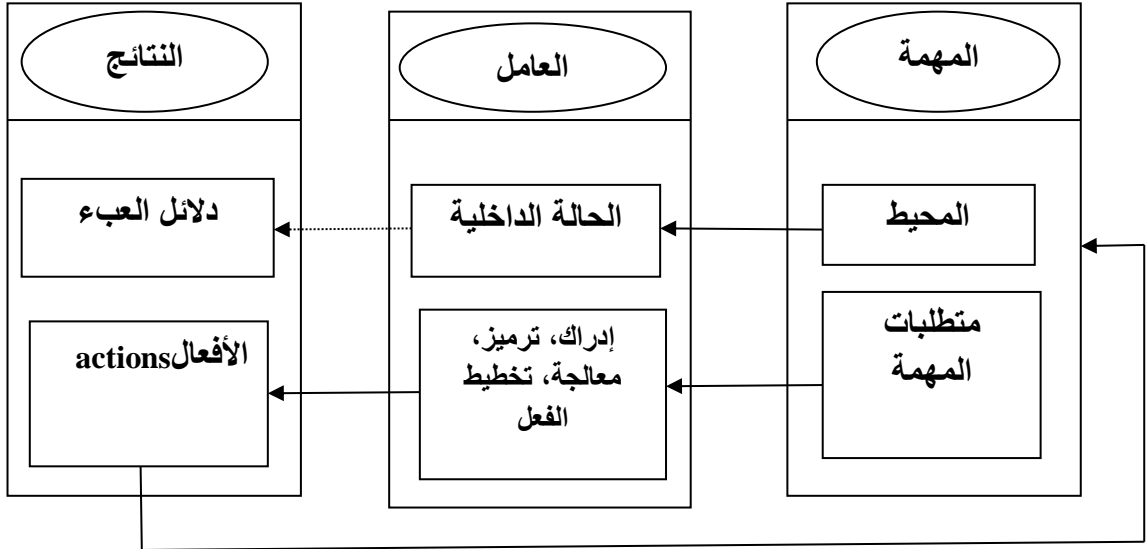 المهمة
العامل
النتائج
المحيط
الحالة الداخلية
دلائل العبء
متطلبات
المهمة
إدراك، ترميز،
معالجة، تخطيط
الفعل
الأفعالactions